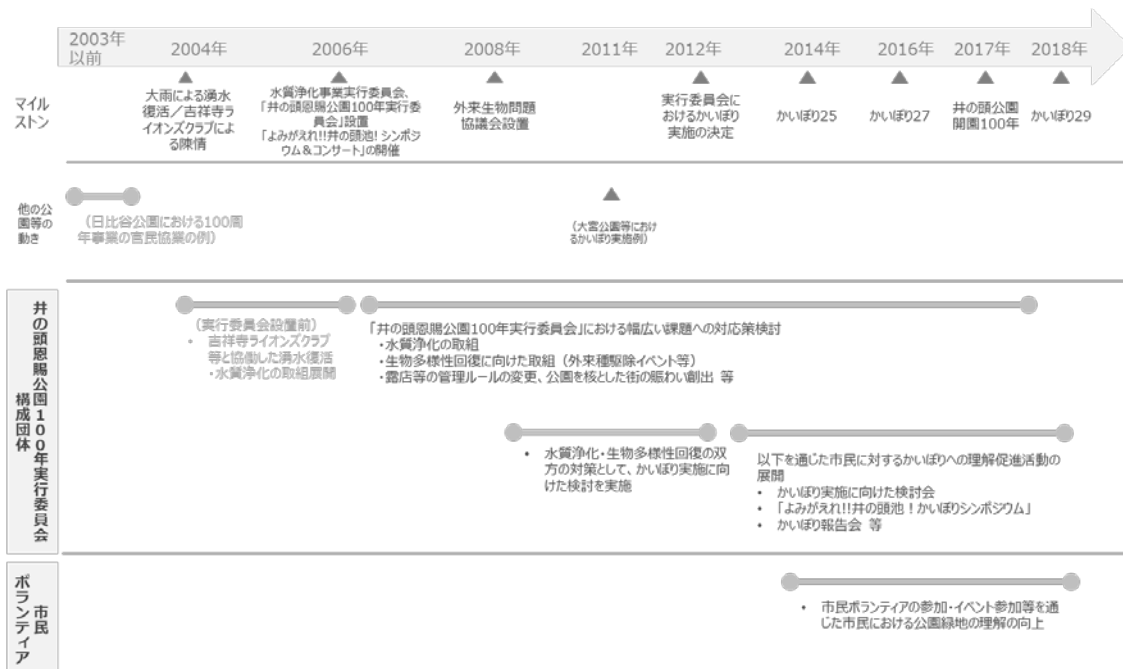 2003年
以前
2004年
2006年
2008年
2011年
2012年
2014年
2016年
2017年
2018年
マイル
ストン
大雨による湧水
復活／吉祥寺ラ
イオンズクラブによ
る陳情
水質浄化事業実行委員会、
「井の頭恩賜公園100年実行委
員会」設置
「よみがえれ!!井の頭池! シンポジ
ウム＆コンサート」の開催
外来生物問題
協議会設置
実行委員会に
おけるかいぼり
実施の決定
かいぼり25
かいぼり27
井の頭公園
開園100年
かいぼり29
他の公
園等の
動き
（日比谷公園における100周
年事業の官民協業の例）
（大宮公園等におけ
るかいぼり実施例）
井の頭恩賜公園100年実行委員会
構成団体
（実行委員会設置前）
• 吉祥寺ライオンズクラブ
等と協働した湧水復活
・水質浄化の取組展開
「井の頭恩賜公園100年実行委員会」における幅広い課題への対応策検討
・水質浄化の取組
・生物多様性回復に向けた取組（外来種駆除イベント等）
・露店等の管理ルールの変更、公園を核とした街の賑わい創出 等
• 水質浄化・生物多様性回復の双
方の対策として、かいぼり実施に向
けた検討を実施
以下を通じた市民に対するかいぼりへの理解促進活動の
展開
• かいぼり実施に向けた検討会
• 「よみがえれ!!井の頭池！かいぼりシンポジウム」
• かいぼり報告会 等
市民
ボランティア
• 市民ボランティアの参加・イベント参加等を通
じた市民における公園緑地の理解の向上